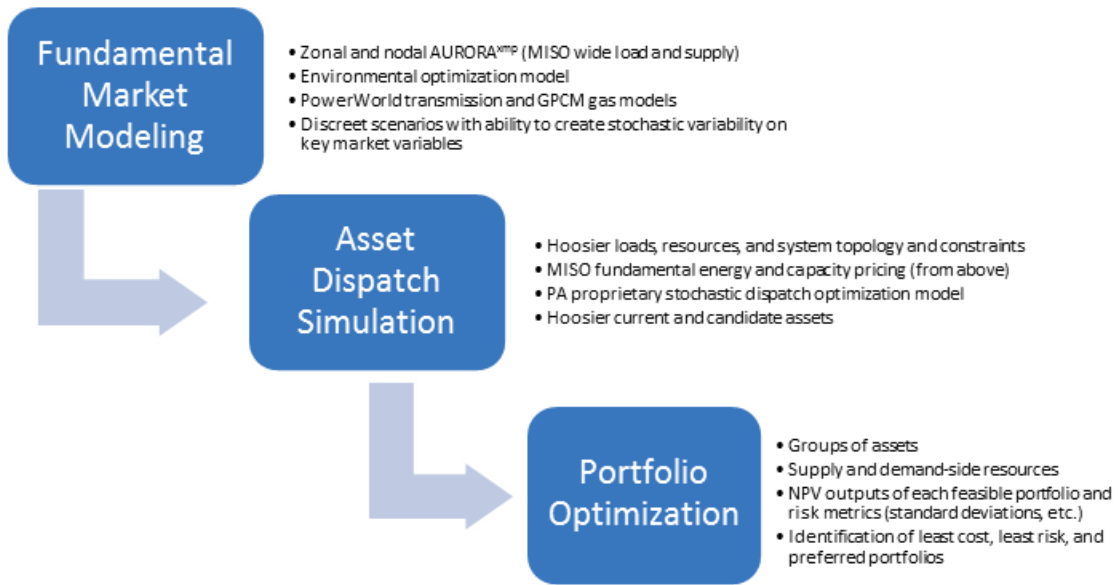 Fundamental
Market
Modeling
• Zonal and nodal AURORAˣᵐᵖ (MISO wide load and supply)
• Environmental optimization model
• PowerWorld transmission and GPCM gas models
• Discreet scenarios with ability to create stochastic variability on
key market variables
Asset
Dispatch
Simulation
• Hoosier loads, resources, and system topology and constraints
• MISO fundamental energy and capacity pricing (from above)
• PA proprietary stochastic dispatch optimization model
• Hoosier current and candidate assets
Portfolio
Optimization
• Groups of assets
• Supply and demand-side resources
• NPV outputs of each feasible portfolio and
risk metrics (standard deviations, etc.)
• Identification of least cost, least risk, and
preferred portfolios